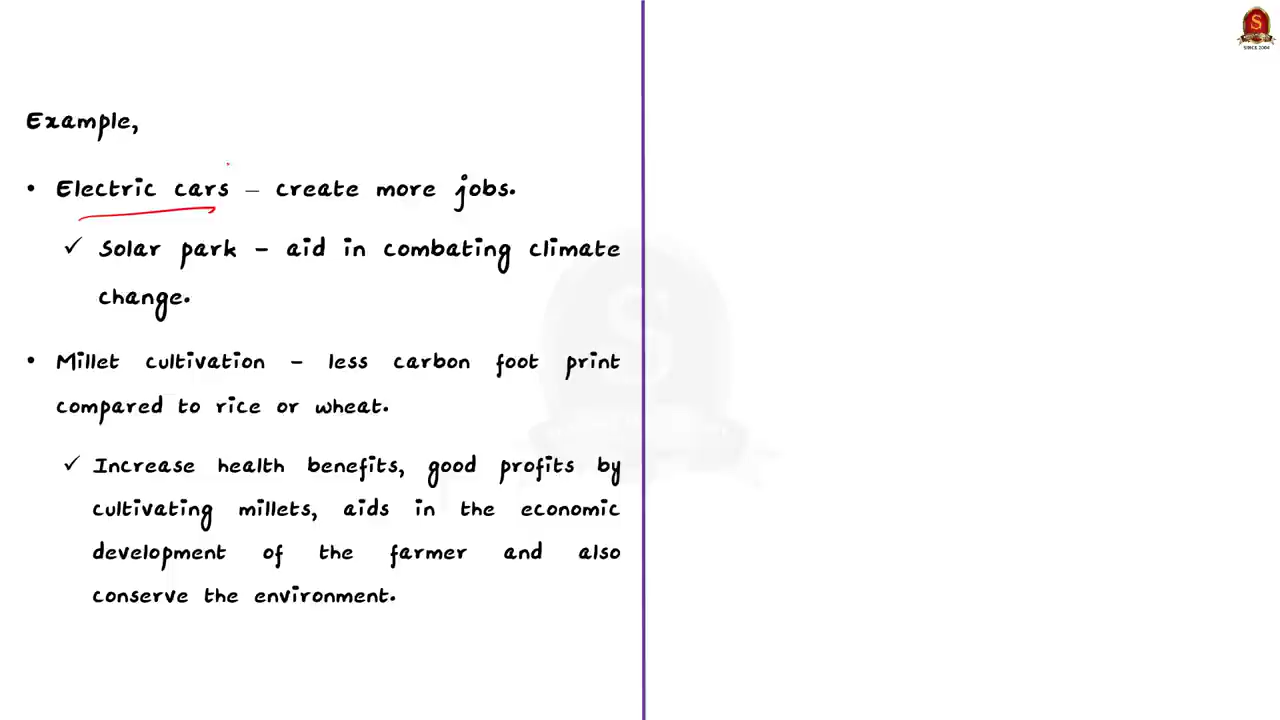 S
SINCE 2004
Example,
• Electric cars – create more jobs.
✓ Solar park – aid in combating climate
change.
• Millet cultivation – less carbon foot print
compared to rice or wheat.
✓ Increase health benefits, good profits by
cultivating millets, aids in the economic
development of the farmer and also
conserve the environment.